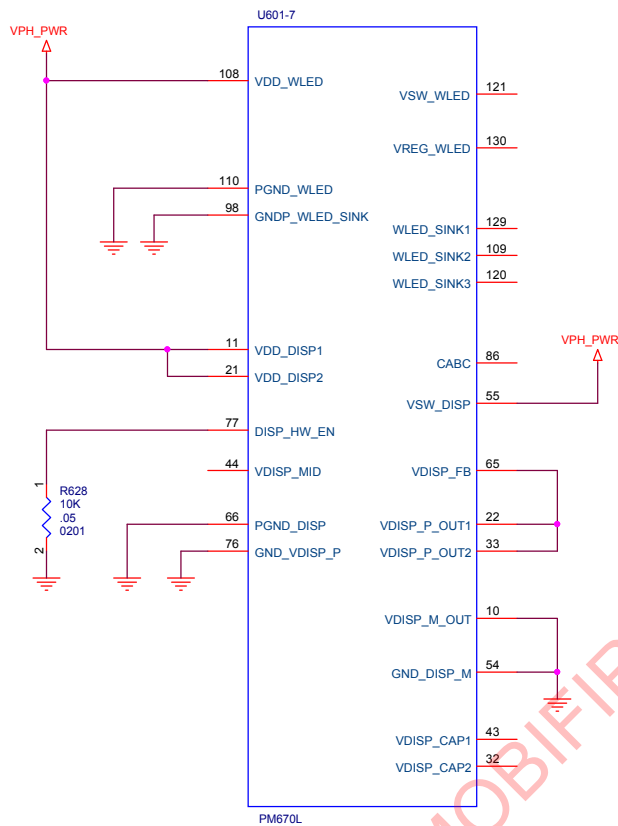 U601-7
VPH_PWR
108 VDD_WLED
VSW_WLED 121
VREG_WLED 130
110 PGND_WLED
98 GNDP_WLED_SINK
WLED_SINK1 129
WLED_SINK2 109
WLED_SINK3 120
11 VDD_DISP1
21 VDD_DISP2
CABC 86
VPH_PWR
VSW_DISP 55
77 DISP_HW_EN
44 VDISP_MID
VDISP_FB 65
1
R628
10K
.05
0201
2
66 PGND_DISP
VDISP_P_OUT1 22
76 GND_VDISP_P
VDISP_P_OUT2 33
VDISP_M_OUT 10
GND_DISP_M 54
VDISP_CAP1 43
VDISP_CAP2 32
PM670L